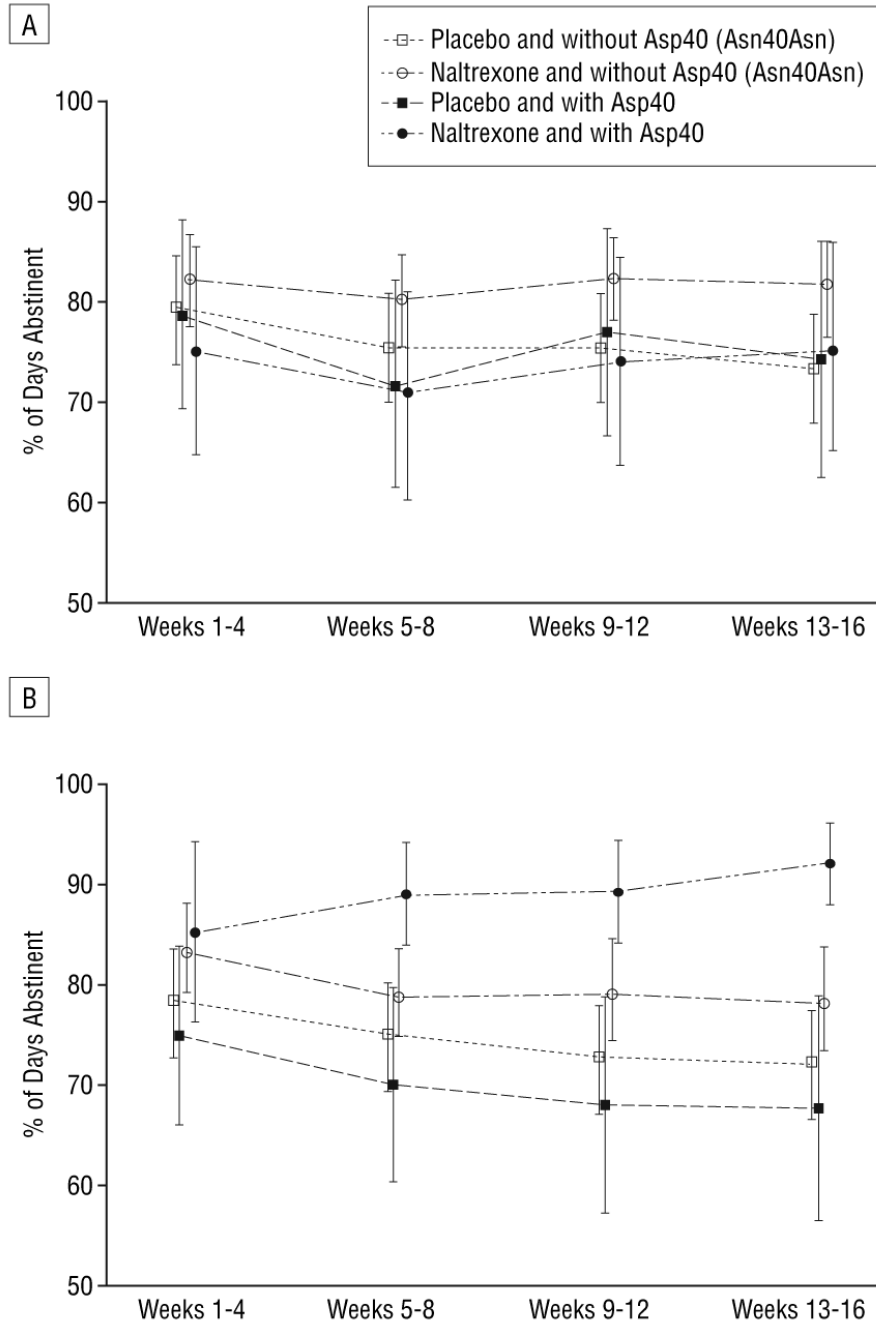 A
Placebo and without Asp40 (Asn40Asn)
Naltrexone and without Asp40 (Asn40Asn)
Placebo and with Asp40
Naltrexone and with Asp40
100
90
80
70
60
50
% of Days Abstinent
Weeks 1-4 Weeks 5-8 Weeks 9-12 Weeks 13-16
B
100
90
80
70
60
50
% of Days Abstinent
Weeks 1-4 Weeks 5-8 Weeks 9-12 Weeks 13-16